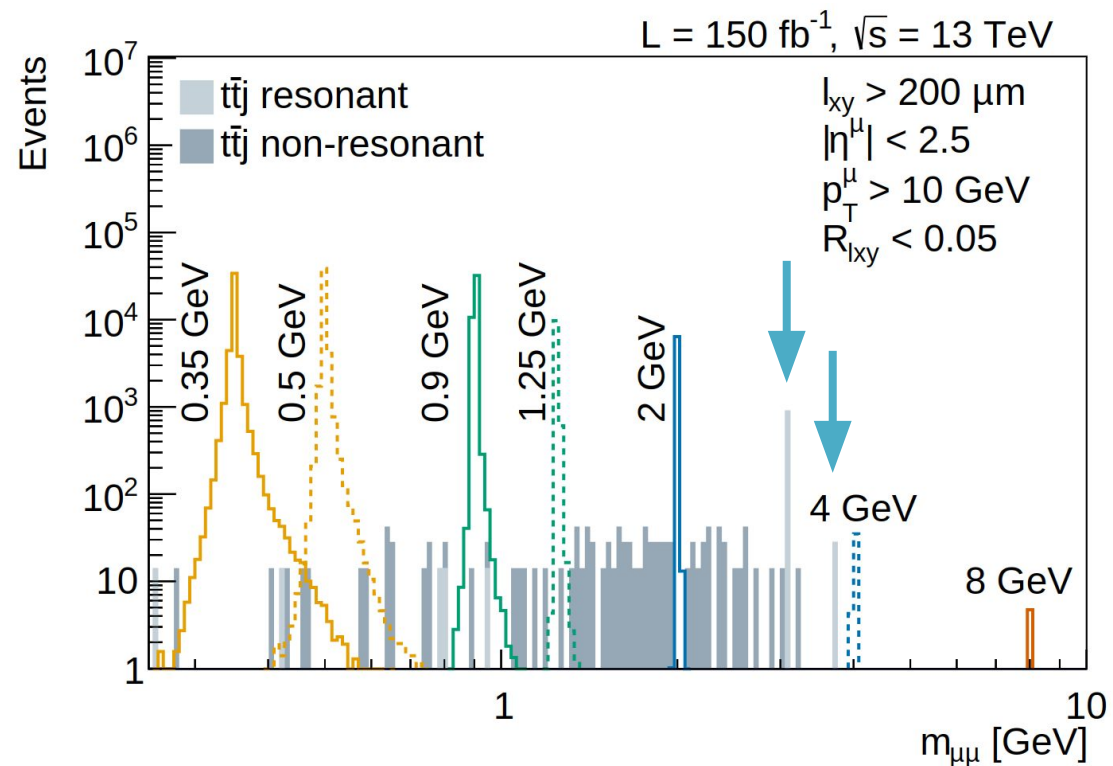 L = 150 fb⁻¹, √s = 13 TeV
Events
10⁷
10⁶
10⁵
10⁴
10³
10²
10
1
tt̄j resonant
tt̄j non-resonant
lxy > 200 μm
|η^μ| < 2.5
p_T^μ > 10 GeV
R_lxy < 0.05
0.35 GeV
0.5 GeV
0.9 GeV
1.25 GeV
2 GeV
4 GeV
8 GeV
1
10
m_μμ [GeV]